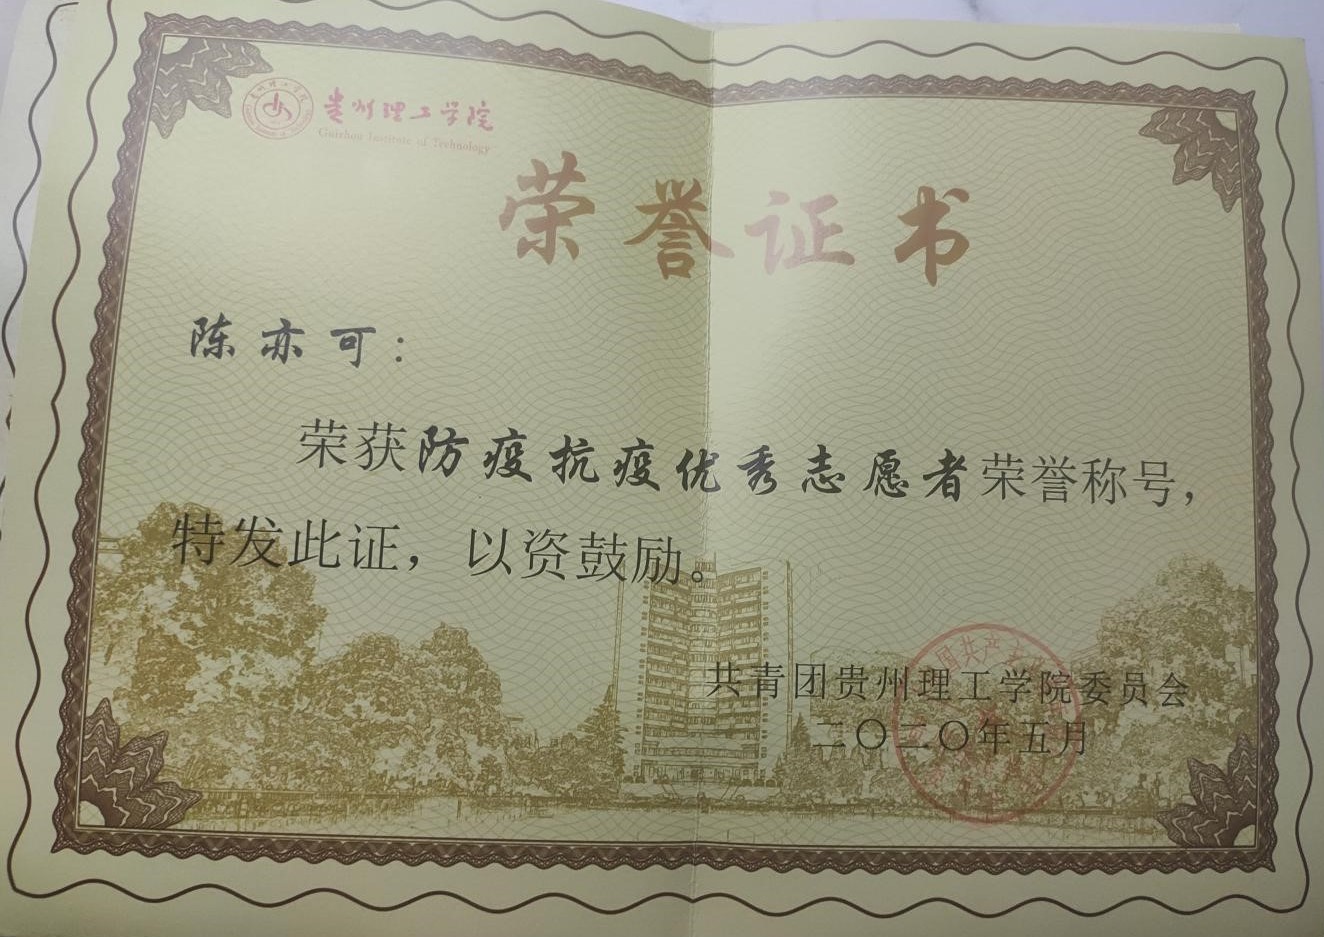 贵州理工学院
Guizhou Institute of Technology
荣誉证书
陈亦可：
荣获防疫抗疫优秀志愿者荣誉称号，
特发此证，以资鼓励。
共青团贵州理工学院委员会
二〇二〇年五月